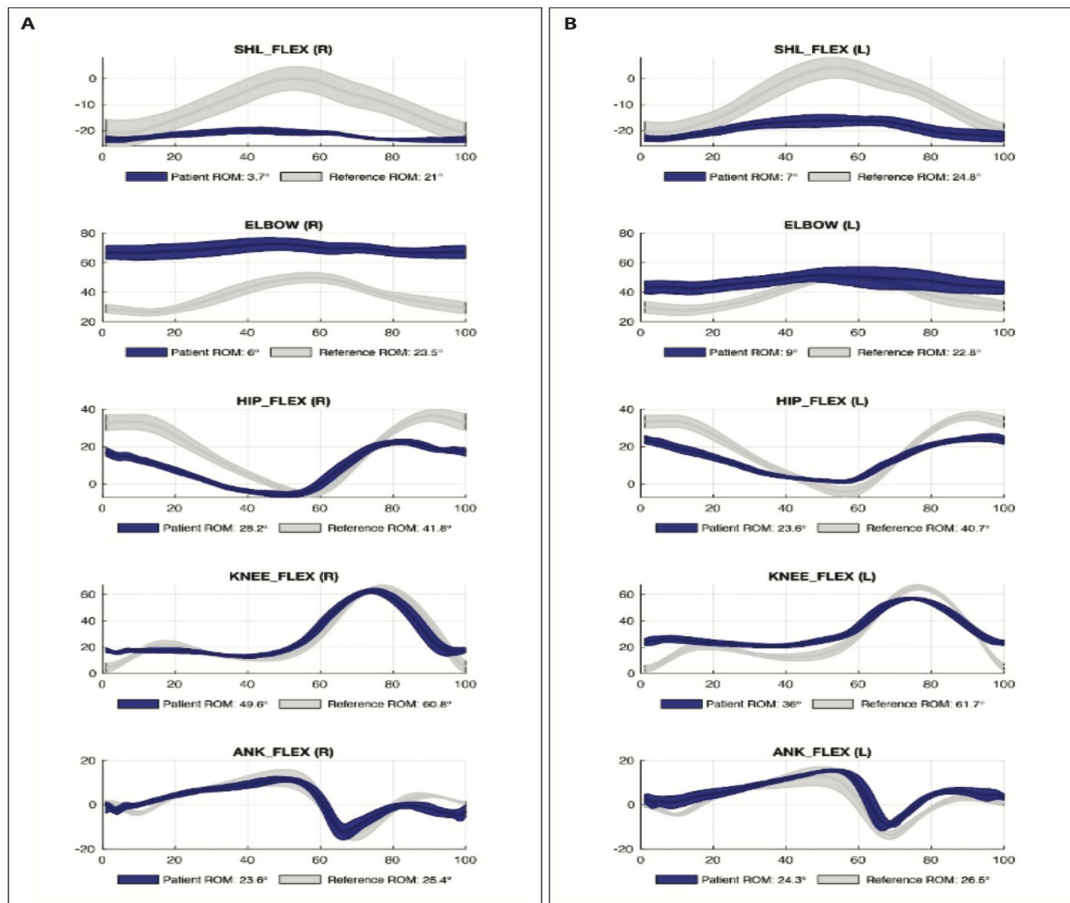 A
SHL_FLEX (R)
0
-10
-20
0 20 40 60 80 100
Patient ROM: 3.7° Reference ROM: 21°
ELBOW (R)
80
60
40
20
0 20 40 60 80 100
Patient ROM: 6° Reference ROM: 23.5°
HIP_FLEX (R)
40
20
0
0 20 40 60 80 100
Patient ROM: 28.2° Reference ROM: 41.8°
KNEE_FLEX (R)
60
40
20
0
0 20 40 60 80 100
Patient ROM: 49.6° Reference ROM: 60.8°
ANK_FLEX (R)
20
0
-20
0 20 40 60 80 100
Patient ROM: 23.6° Reference ROM: 25.4°
B
SHL_FLEX (L)
0
-10
-20
0 20 40 60 80 100
Patient ROM: 7° Reference ROM: 24.8°
ELBOW (L)
80
60
40
20
0 20 40 60 80 100
Patient ROM: 9° Reference ROM: 22.8°
HIP_FLEX (L)
40
20
0
0 20 40 60 80 100
Patient ROM: 23.6° Reference ROM: 40.7°
KNEE_FLEX (L)
60
40
20
0
0 20 40 60 80 100
Patient ROM: 36° Reference ROM: 61.7°
ANK_FLEX (L)
20
0
-20
0 20 40 60 80 100
Patient ROM: 24.3° Reference ROM: 26.5°